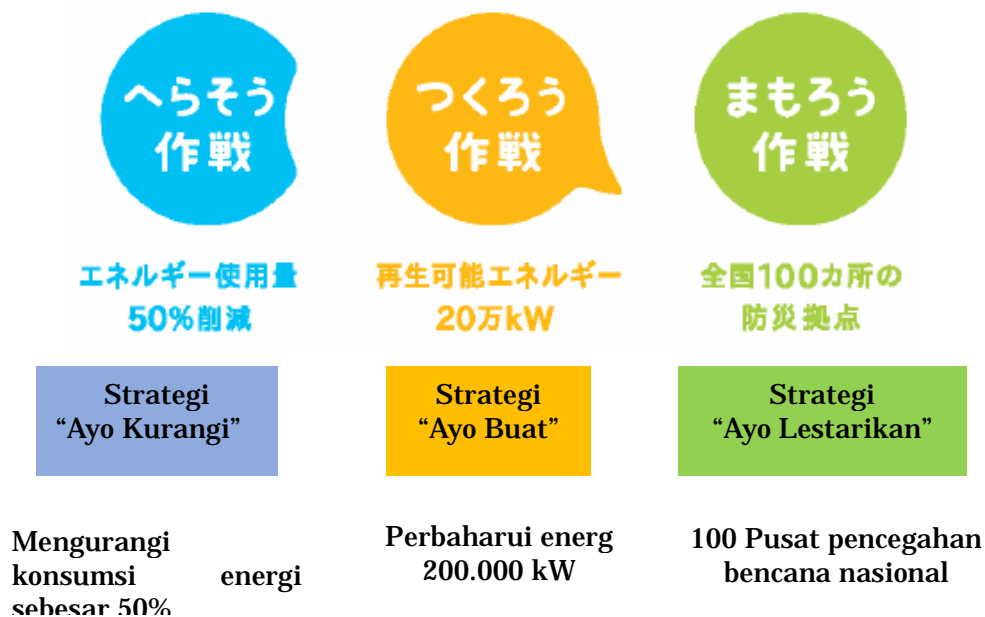 へらそう
作戦
つくろう
作戦
まもろう
作戦
エネルギー使用量
50%削減
再生可能エネルギー
20万kW
全国100カ所の
防災拠点
Strategi
“Ayo Kurangi”
Strategi
“Ayo Buat”
Strategi
“Ayo Lestarikan”
Mengurangi
konsumsi energi
sebesar 50%
Perbaharui energ
200.000 kW
100 Pusat pencegahan
bencana nasional